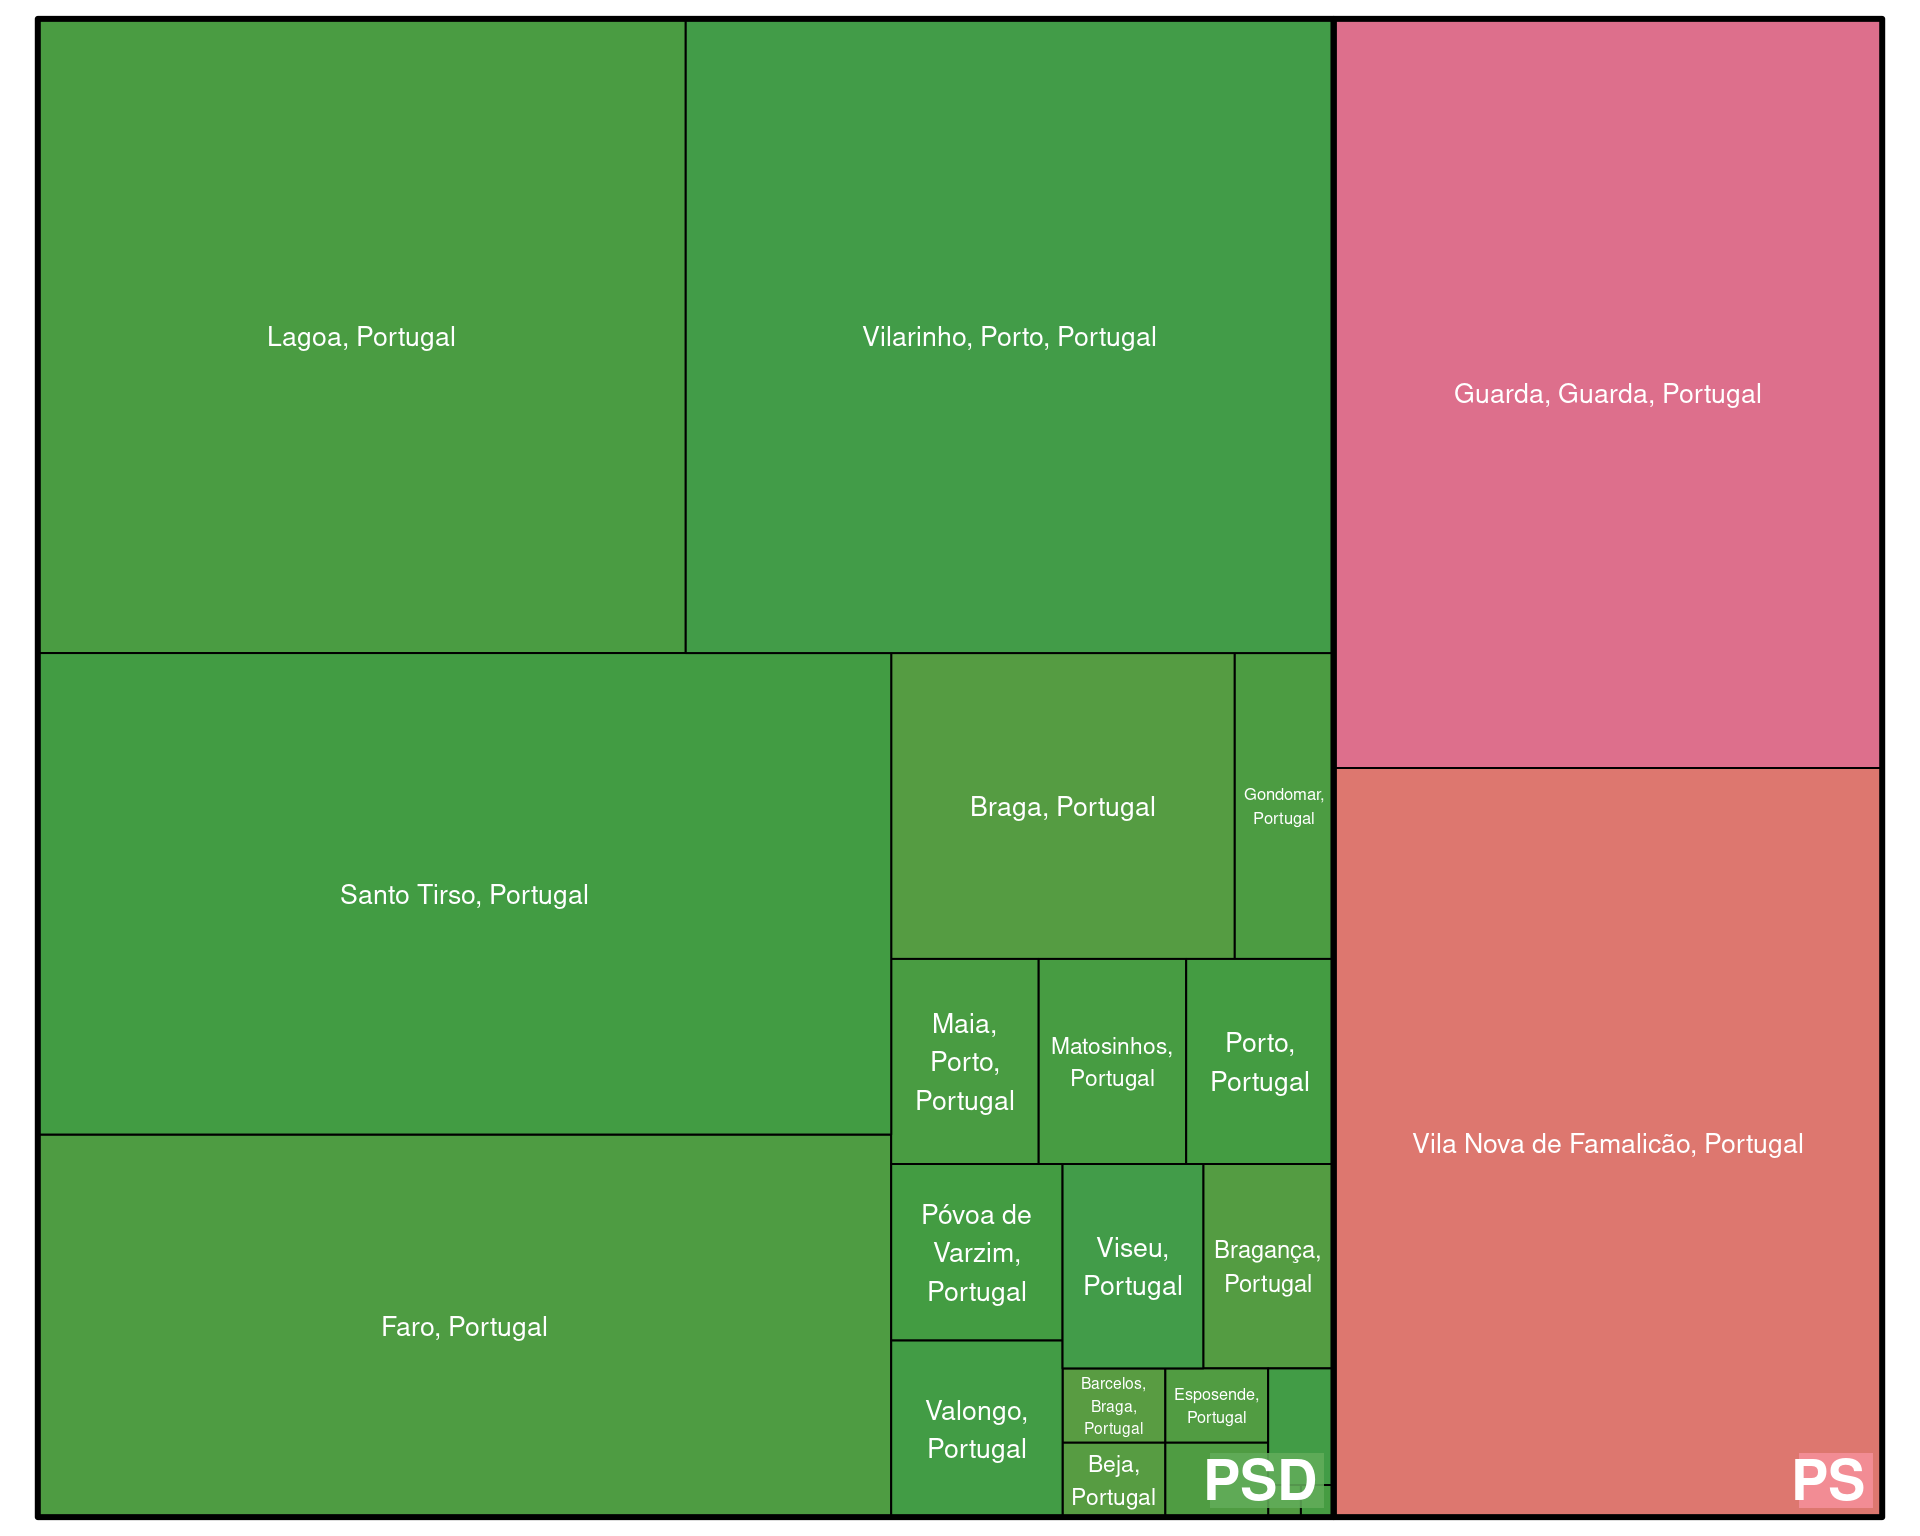 Lagoa, Portugal
Vilarinho, Porto, Portugal
Guarda, Guarda, Portugal
Santo Tirso, Portugal
Braga, Portugal
Gondomar,
Portugal
Maia,
Porto,
Portugal
Matosinhos,
Portugal
Porto,
Portugal
Vila Nova de Famalicão, Portugal
Faro, Portugal
Póvoa de
Varzim,
Portugal
Viseu,
Portugal
Bragança,
Portugal
Valongo,
Portugal
Barcelos,
Braga,
Portugal
Esposende,
Portugal
Beja,
Portugal
PSD
PS